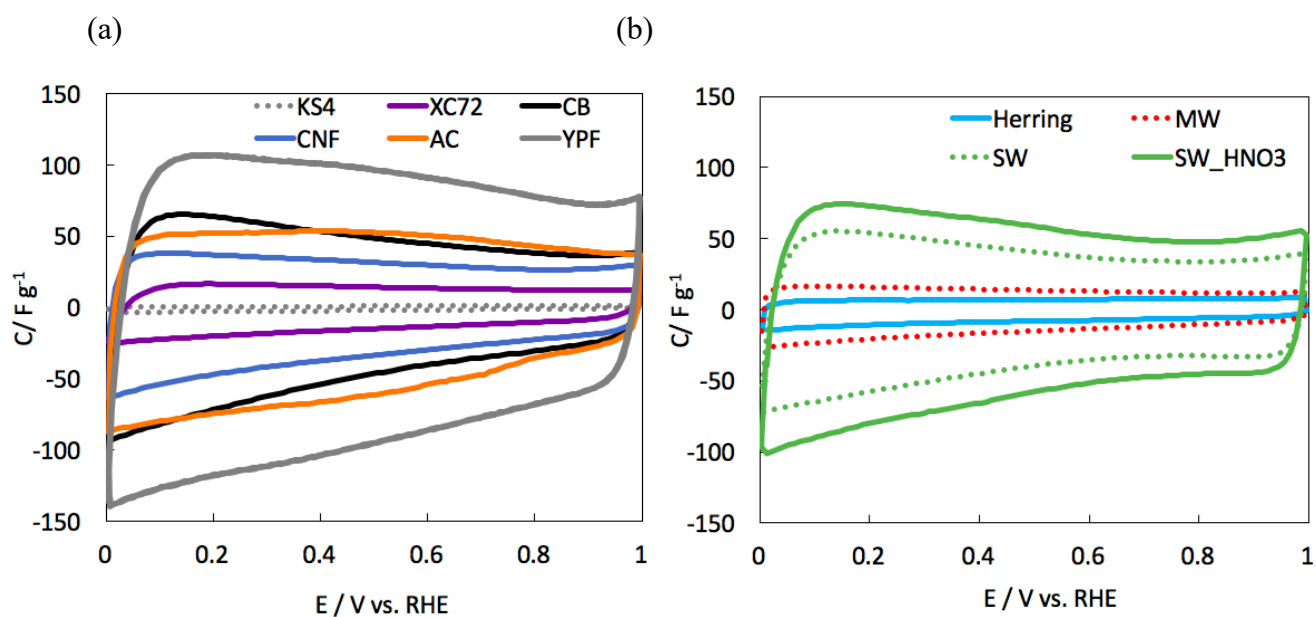 (a)
150
100
50
0
-50
-100
-150
C/ F g-1
KS4 XC72 CB
CNF AC YPF
0 0.2 0.4 0.6 0.8 1
E / V vs. RHE
(b)
150
100
50
0
-50
-100
-150
C/ F g-1
Herring MW
SW SW_HNO3
0 0.2 0.4 0.6 0.8 1
E / V vs. RHE